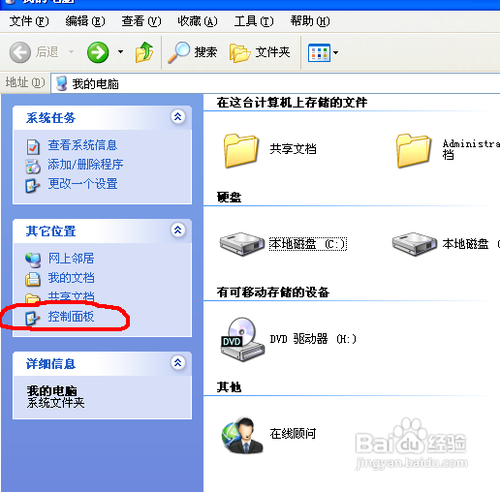 我的电脑
文件(F) 编辑(E) 查看(V) 收藏(A) 工具(T) 帮助(H)
后退 搜索 文件夹
地址(D) 我的电脑
系统任务
查看系统信息
添加/删除程序
更改一个设置
其它位置
网上邻居
我的文档
共享文档
控制面板
详细信息
我的电脑
系统文件夹
在这台计算机上存储的文件
共享文档
Administra
档
硬盘
本地磁盘 (C:)
本地磁盘 (
有可移动存储的设备
DVD
DVD 驱动器 (H:)
其他
在线顾问
Baidu 经验
jingyan.baidu.com